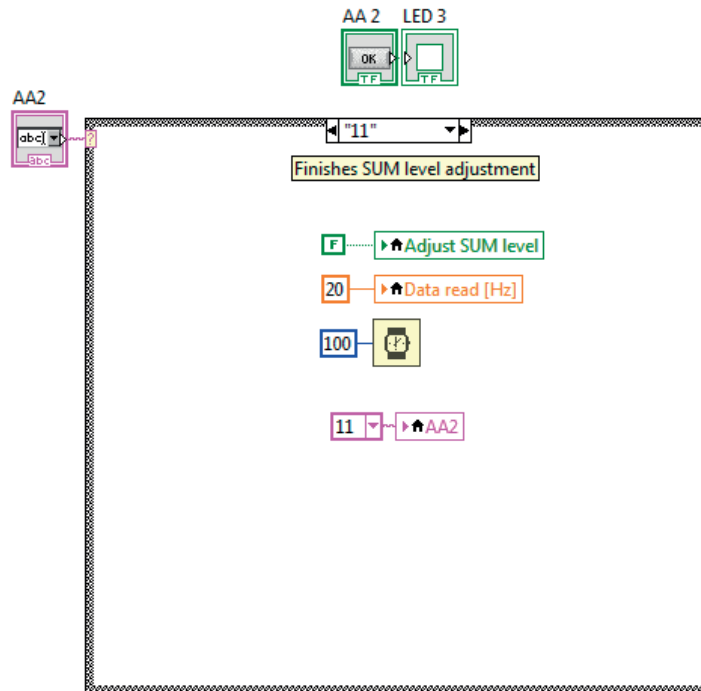 AA 2 LED 3
OK
TF TF
AA2
abc
abc
?
"11"
Finishes SUM level adjustment
F Adjust SUM level
20 Data read [Hz]
100
11 AA2